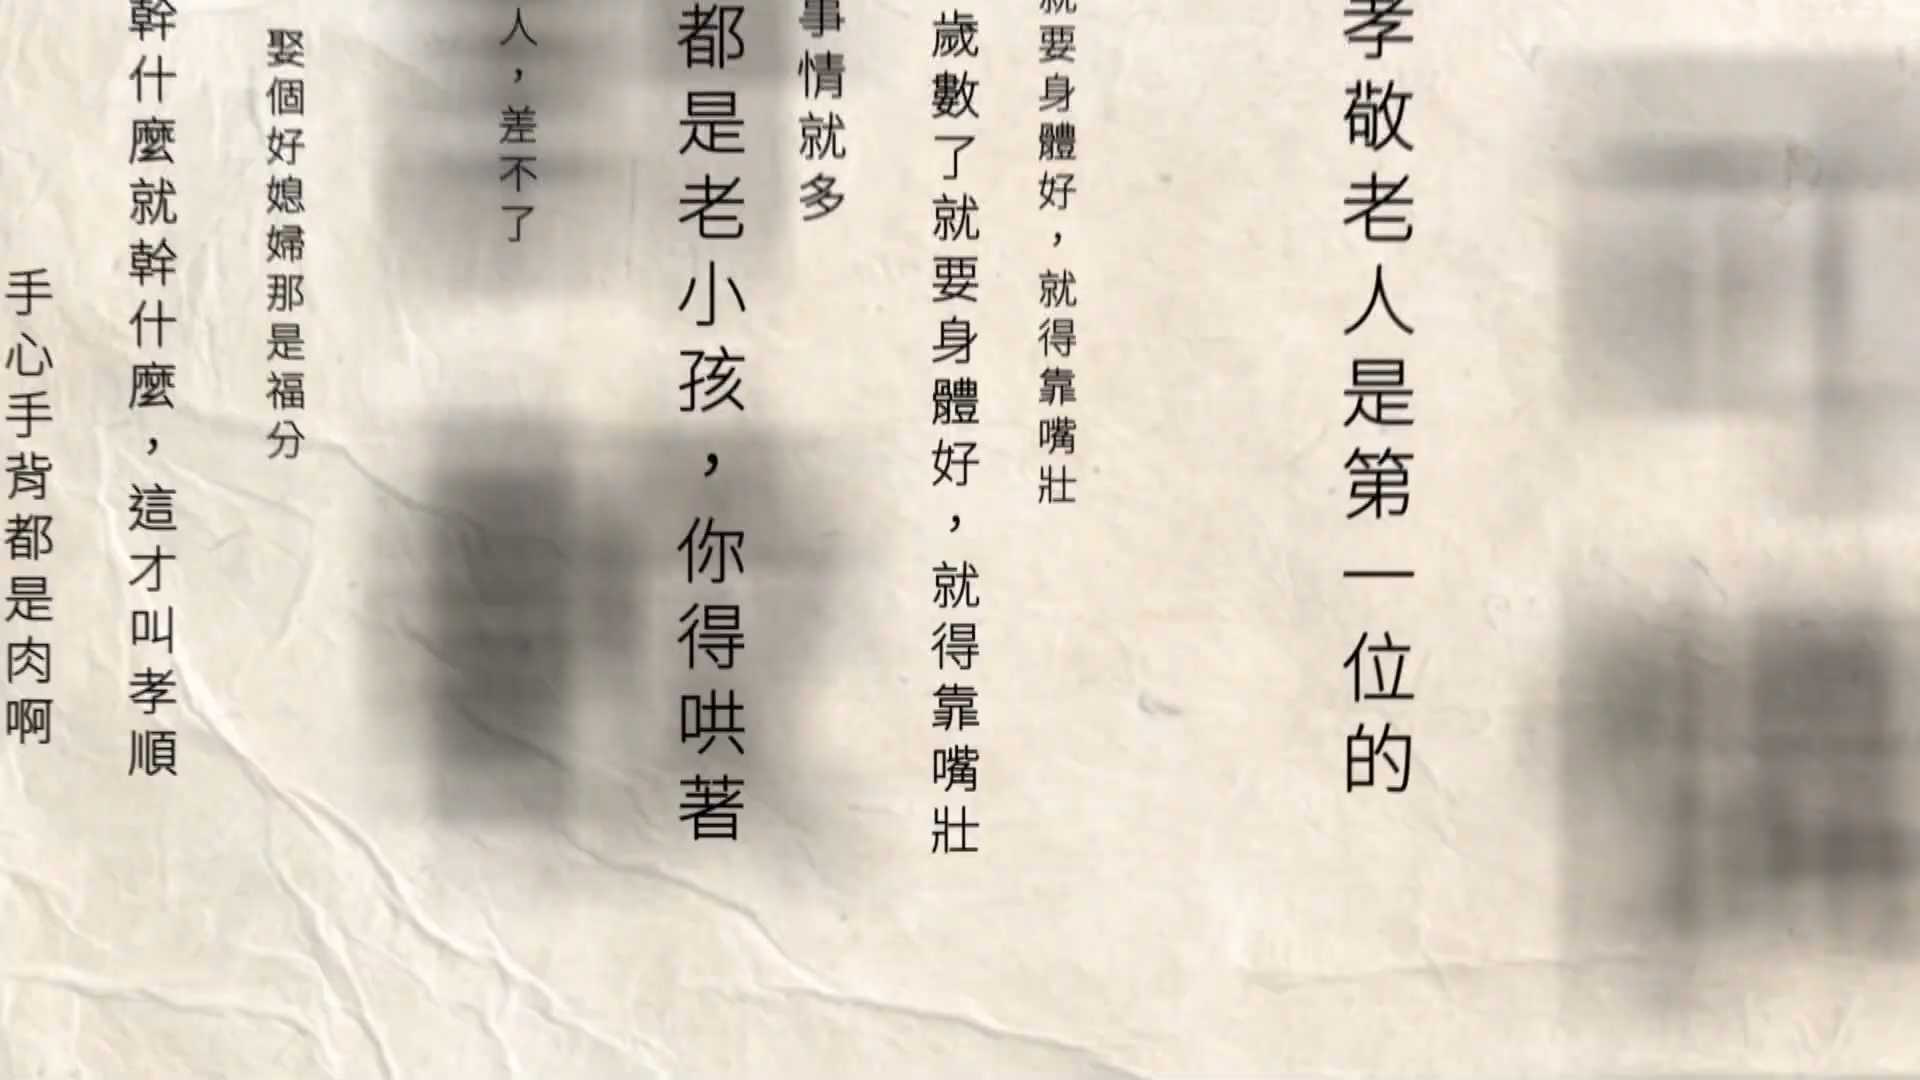 孝敬老人是第一位的
就要身體好，就得靠嘴壯
歲數了就要身體好，就得靠嘴壯
事情就多
都是老小孩，你得哄著
人，差不了
娶個好媳婦那是福分
幹什麼就幹什麼，這才叫孝順
手心手背都是肉啊